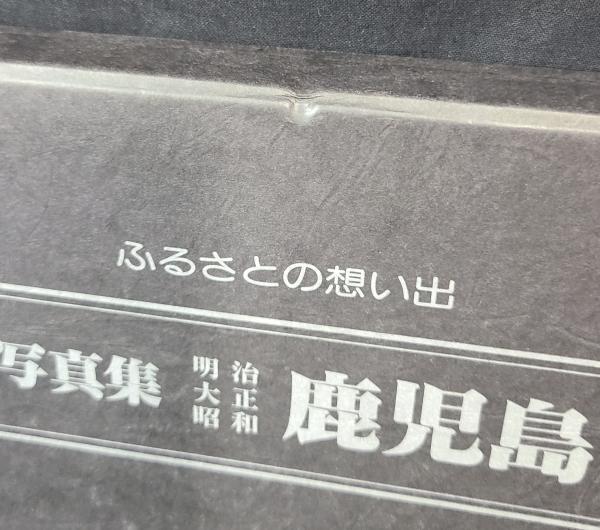 ふるさとの想い出
写真集 明治大正昭和 鹿児島